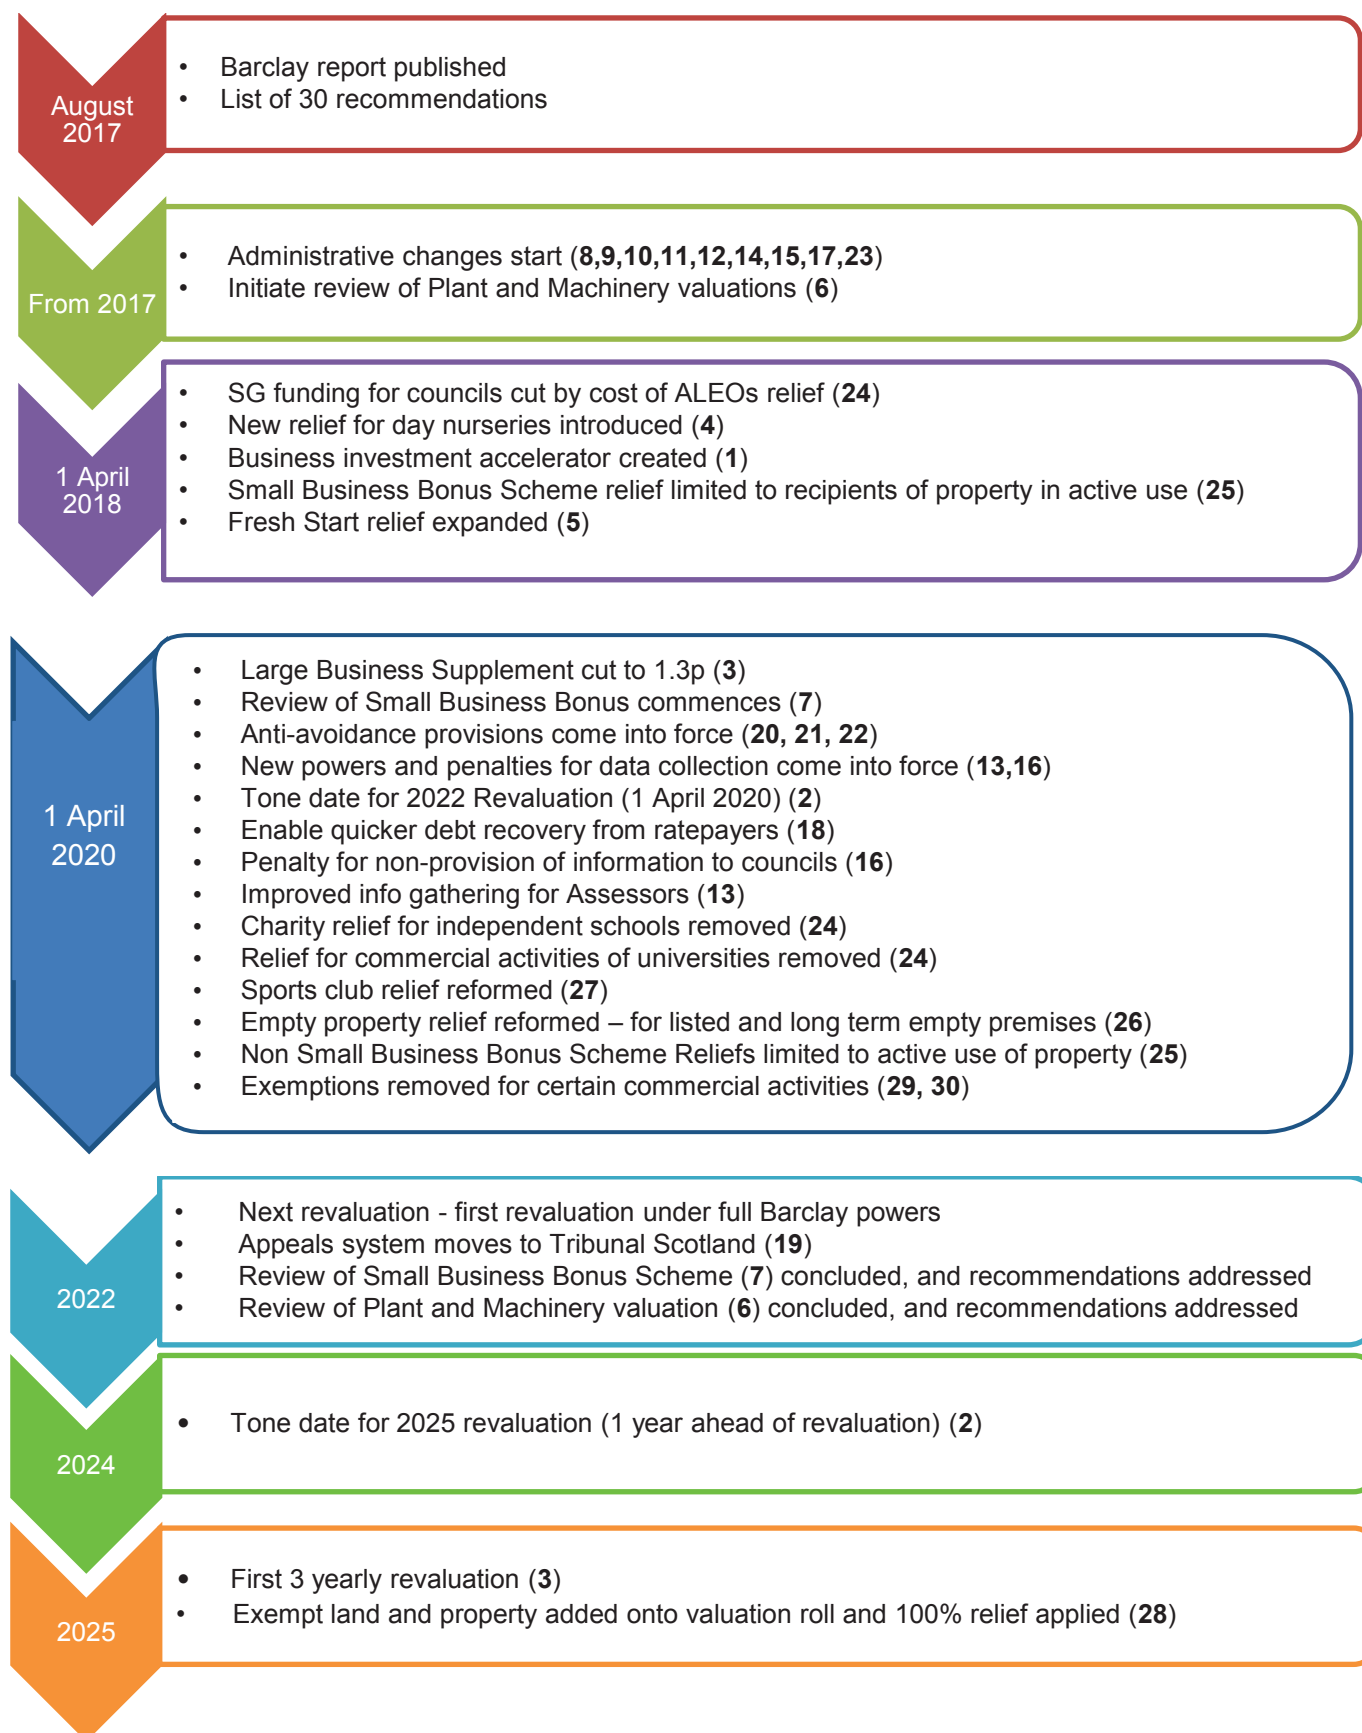 August
2017
• Barclay report published
• List of 30 recommendations
From 2017
• Administrative changes start (8,9,10,11,12,14,15,17,23)
• Initiate review of Plant and Machinery valuations (6)
1 April
2018
• SG funding for councils cut by cost of ALEOs relief (24)
• New relief for day nurseries introduced (4)
• Business investment accelerator created (1)
• Small Business Bonus Scheme relief limited to recipients of property in active use (25)
• Fresh Start relief expanded (5)
1 April
2020
• Large Business Supplement cut to 1.3p (3)
• Review of Small Business Bonus commences (7)
• Anti-avoidance provisions come into force (20, 21, 22)
• New powers and penalties for data collection come into force (13,16)
• Tone date for 2022 Revaluation (1 April 2020) (2)
• Enable quicker debt recovery from ratepayers (18)
• Penalty for non-provision of information to councils (16)
• Improved info gathering for Assessors (13)
• Charity relief for independent schools removed (24)
• Relief for commercial activities of universities removed (24)
• Sports club relief reformed (27)
• Empty property relief reformed – for listed and long term empty premises (26)
• Non Small Business Bonus Scheme Reliefs limited to active use of property (25)
• Exemptions removed for certain commercial activities (29, 30)
2022
• Next revaluation - first revaluation under full Barclay powers
• Appeals system moves to Tribunal Scotland (19)
• Review of Small Business Bonus Scheme (7) concluded, and recommendations addressed
• Review of Plant and Machinery valuation (6) concluded, and recommendations addressed
2024
• Tone date for 2025 revaluation (1 year ahead of revaluation) (2)
2025
• First 3 yearly revaluation (3)
• Exempt land and property added onto valuation roll and 100% relief applied (28)